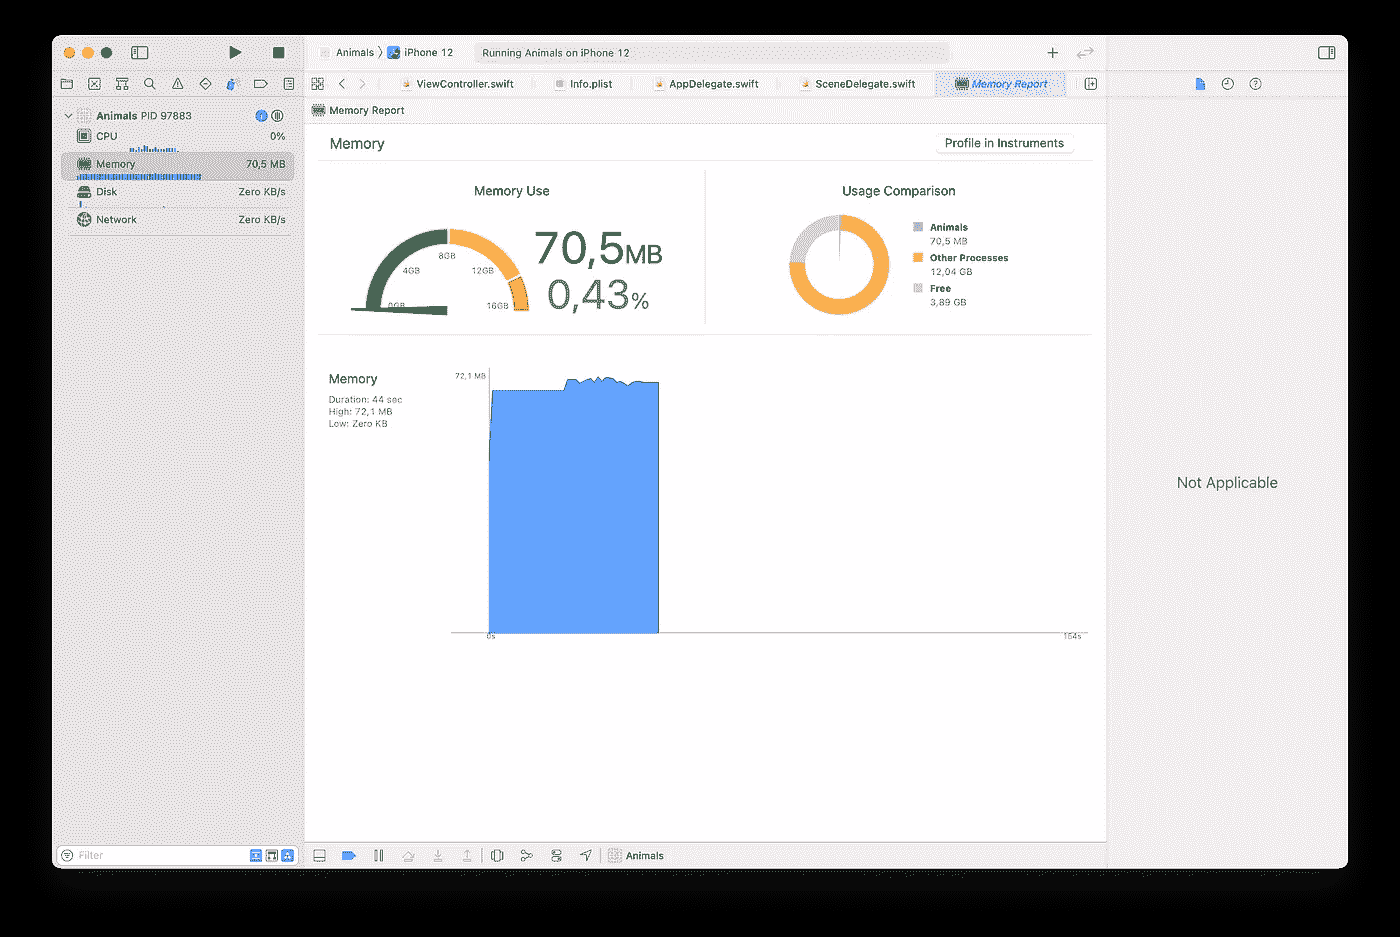 Animals 〉 iPhone 12
Running Animals on iPhone 12
ViewController.swift
Info.plist
AppDelegate.swift
SceneDelegate.swift
Memory Report
Animals PID 97883
CPU 0%
Memory 70,5 MB
Disk Zero KB/s
Network Zero KB/s
Filter
Memory Report
Memory
Profile in Instruments
Memory Use
0GB
4GB
8GB
12GB
16GB
70,5MB
0,43%
Usage Comparison
Animals
70,5 MB
Other Processes
12,04 GB
Free
3,89 GB
Memory
Duration: 44 sec
High: 72,1 MB
Low: Zero KB
72,1 MB
0s
154s
Animals
Not Applicable